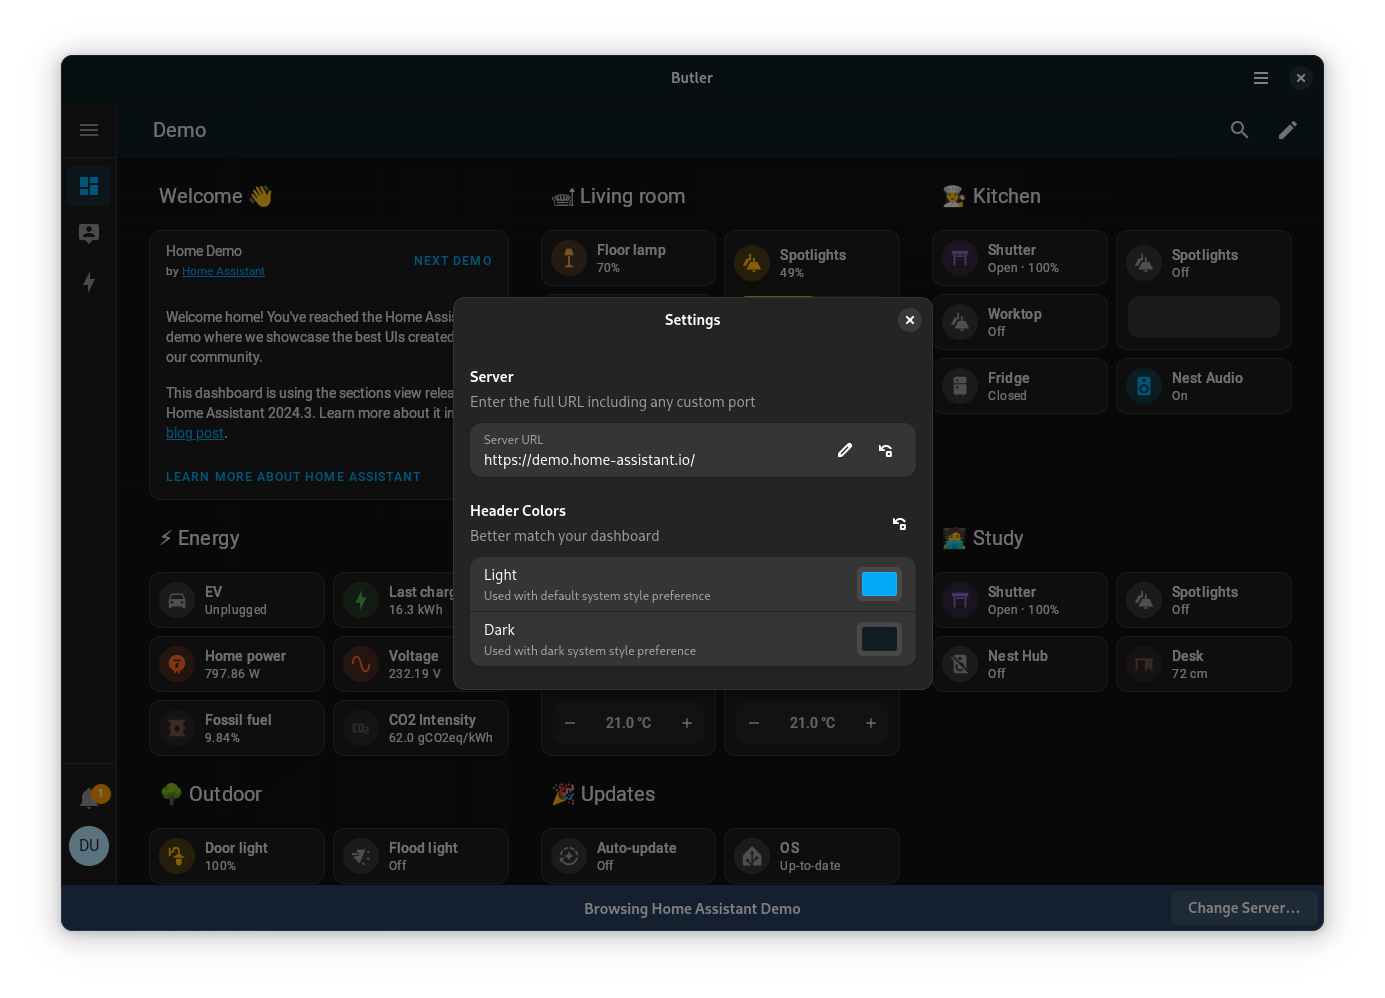 Butler
Demo
Welcome 👋
Home Demo
by Home Assistant
NEXT DEMO
Welcome home! You've reached the Home Assis
demo where we showcase the best UIs created
our community.
This dashboard is using the sections view relea
Home Assistant 2024.3. Learn more about it in
blog post.
LEARN MORE ABOUT HOME ASSISTANT
Living room
Floor lamp
70%
Spotlights
49%
Kitchen
Shutter
Open · 100%
Spotlights
Off
Worktop
Off
Fridge
Closed
Nest Audio
On
Settings
Server
Enter the full URL including any custom port
Server URL
https://demo.home-assistant.io/
Header Colors
Better match your dashboard
Light
Used with default system style preference
Dark
Used with dark system style preference
⚡ Energy
EV
Unplugged
Last charg
16.3 kWh
Home power
797.86 W
Voltage
232.19 V
Fossil fuel
9.84%
CO2
CO2 Intensity
62.0 gCO2eq/kWh
− 21.0 °C +
− 21.0 °C +
Study
Shutter
Open · 100%
Spotlights
Off
Nest Hub
Off
Desk
72 cm
Outdoor
Door light
100%
Flood light
Off
Updates
Auto-update
Off
OS
Up-to-date
1
DU
Browsing Home Assistant Demo
Change Server...